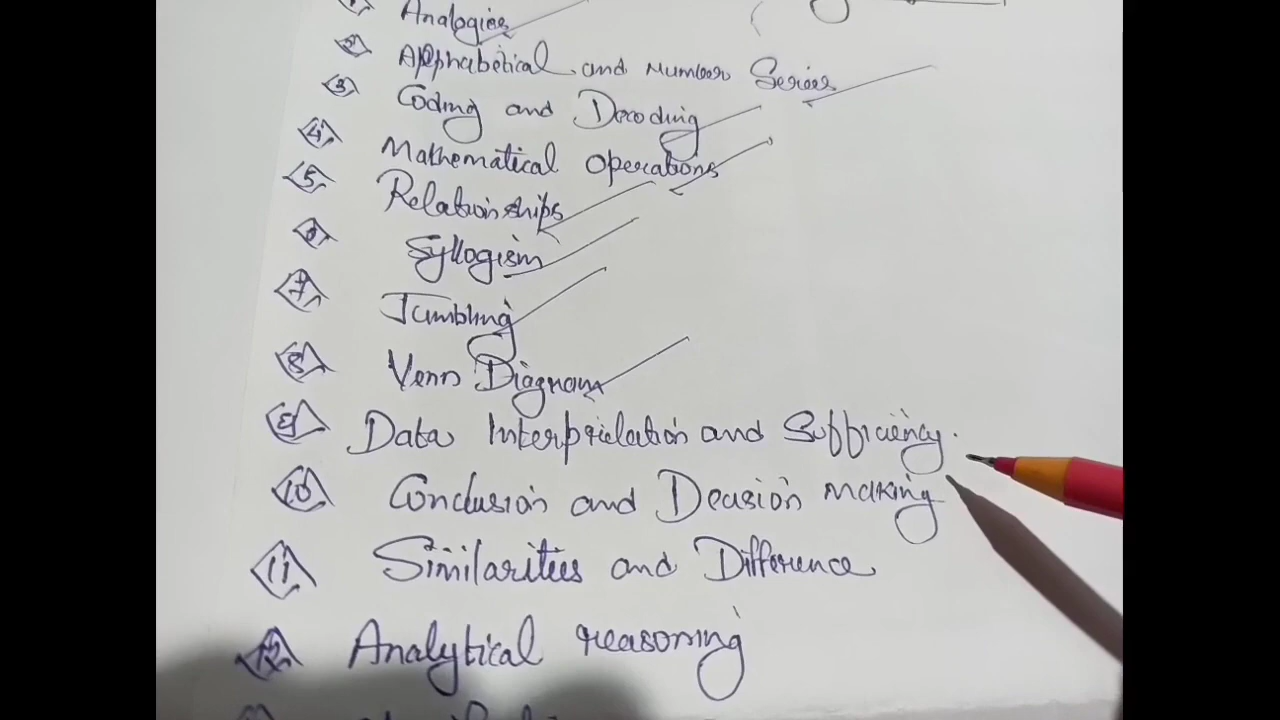 1 Analogies
2 Alphabetical and Number Series
3 Coding and Decoding
4 Mathematical Operations
5 Relationships
6 Syllogism
7 Jumbling
8 Venn Diagram
9 Data Interpretation and Sufficiency.
10 Conclusion and Decision Making
11 Similarities and Difference
12 Analytical reasoning